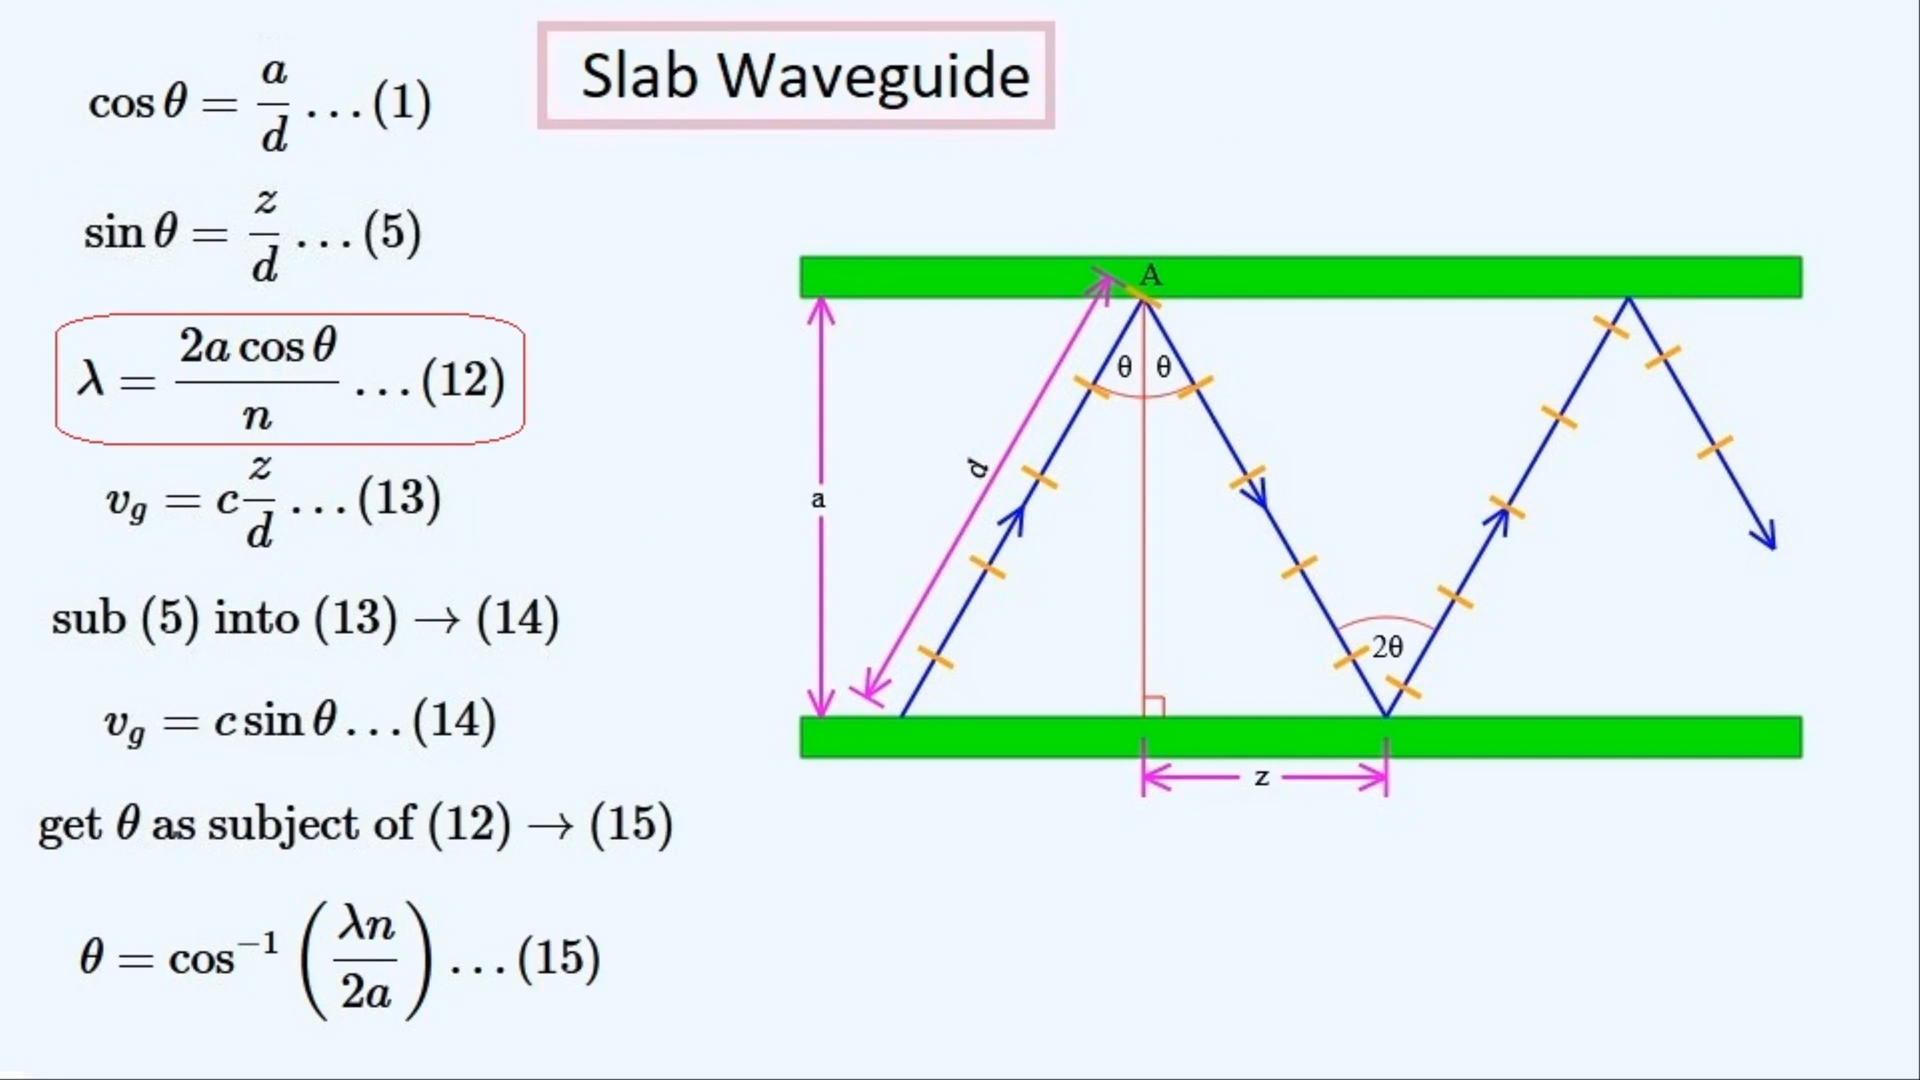 Slab Waveguide
cos θ = a/d ...(1)
sin θ = z/d ...(5)
λ = 2a cos θ/n ...(12)
v_g = c z/d ...(13)
sub (5) into (13) → (14)
v_g = c sin θ ...(14)
get θ as subject of (12) → (15)
θ = cos⁻¹ (λn/2a) ...(15)
A
θ θ
d
a
2θ
z